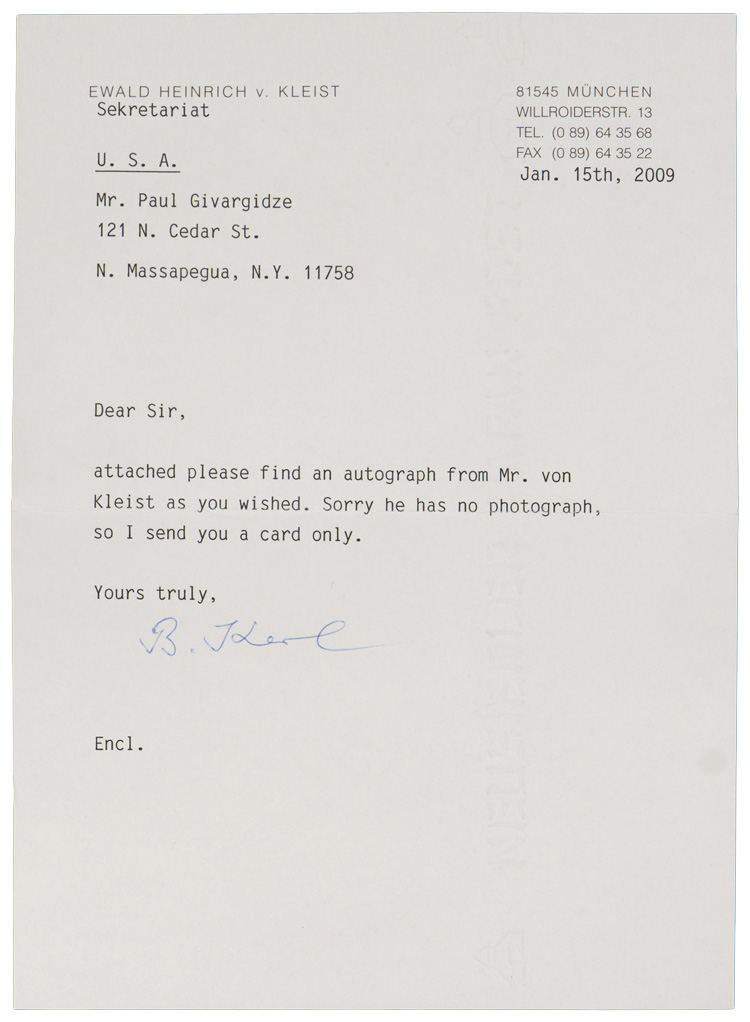 EWALD HEINRICH v. KLEIST
Sekretariat
81545 MÜNCHEN
WILLROIDERSTR. 13
TEL. (0 89) 64 35 68
FAX (0 89) 64 35 22
Jan. 15th, 2009
U. S. A.
Mr. Paul Givargidze
121 N. Cedar St.
N. Massapegua, N.Y. 11758
Dear Sir,
attached please find an autograph from Mr. von
Kleist as you wished. Sorry he has no photograph,
so I send you a card only.
Yours truly,
B. Kerl
Encl.